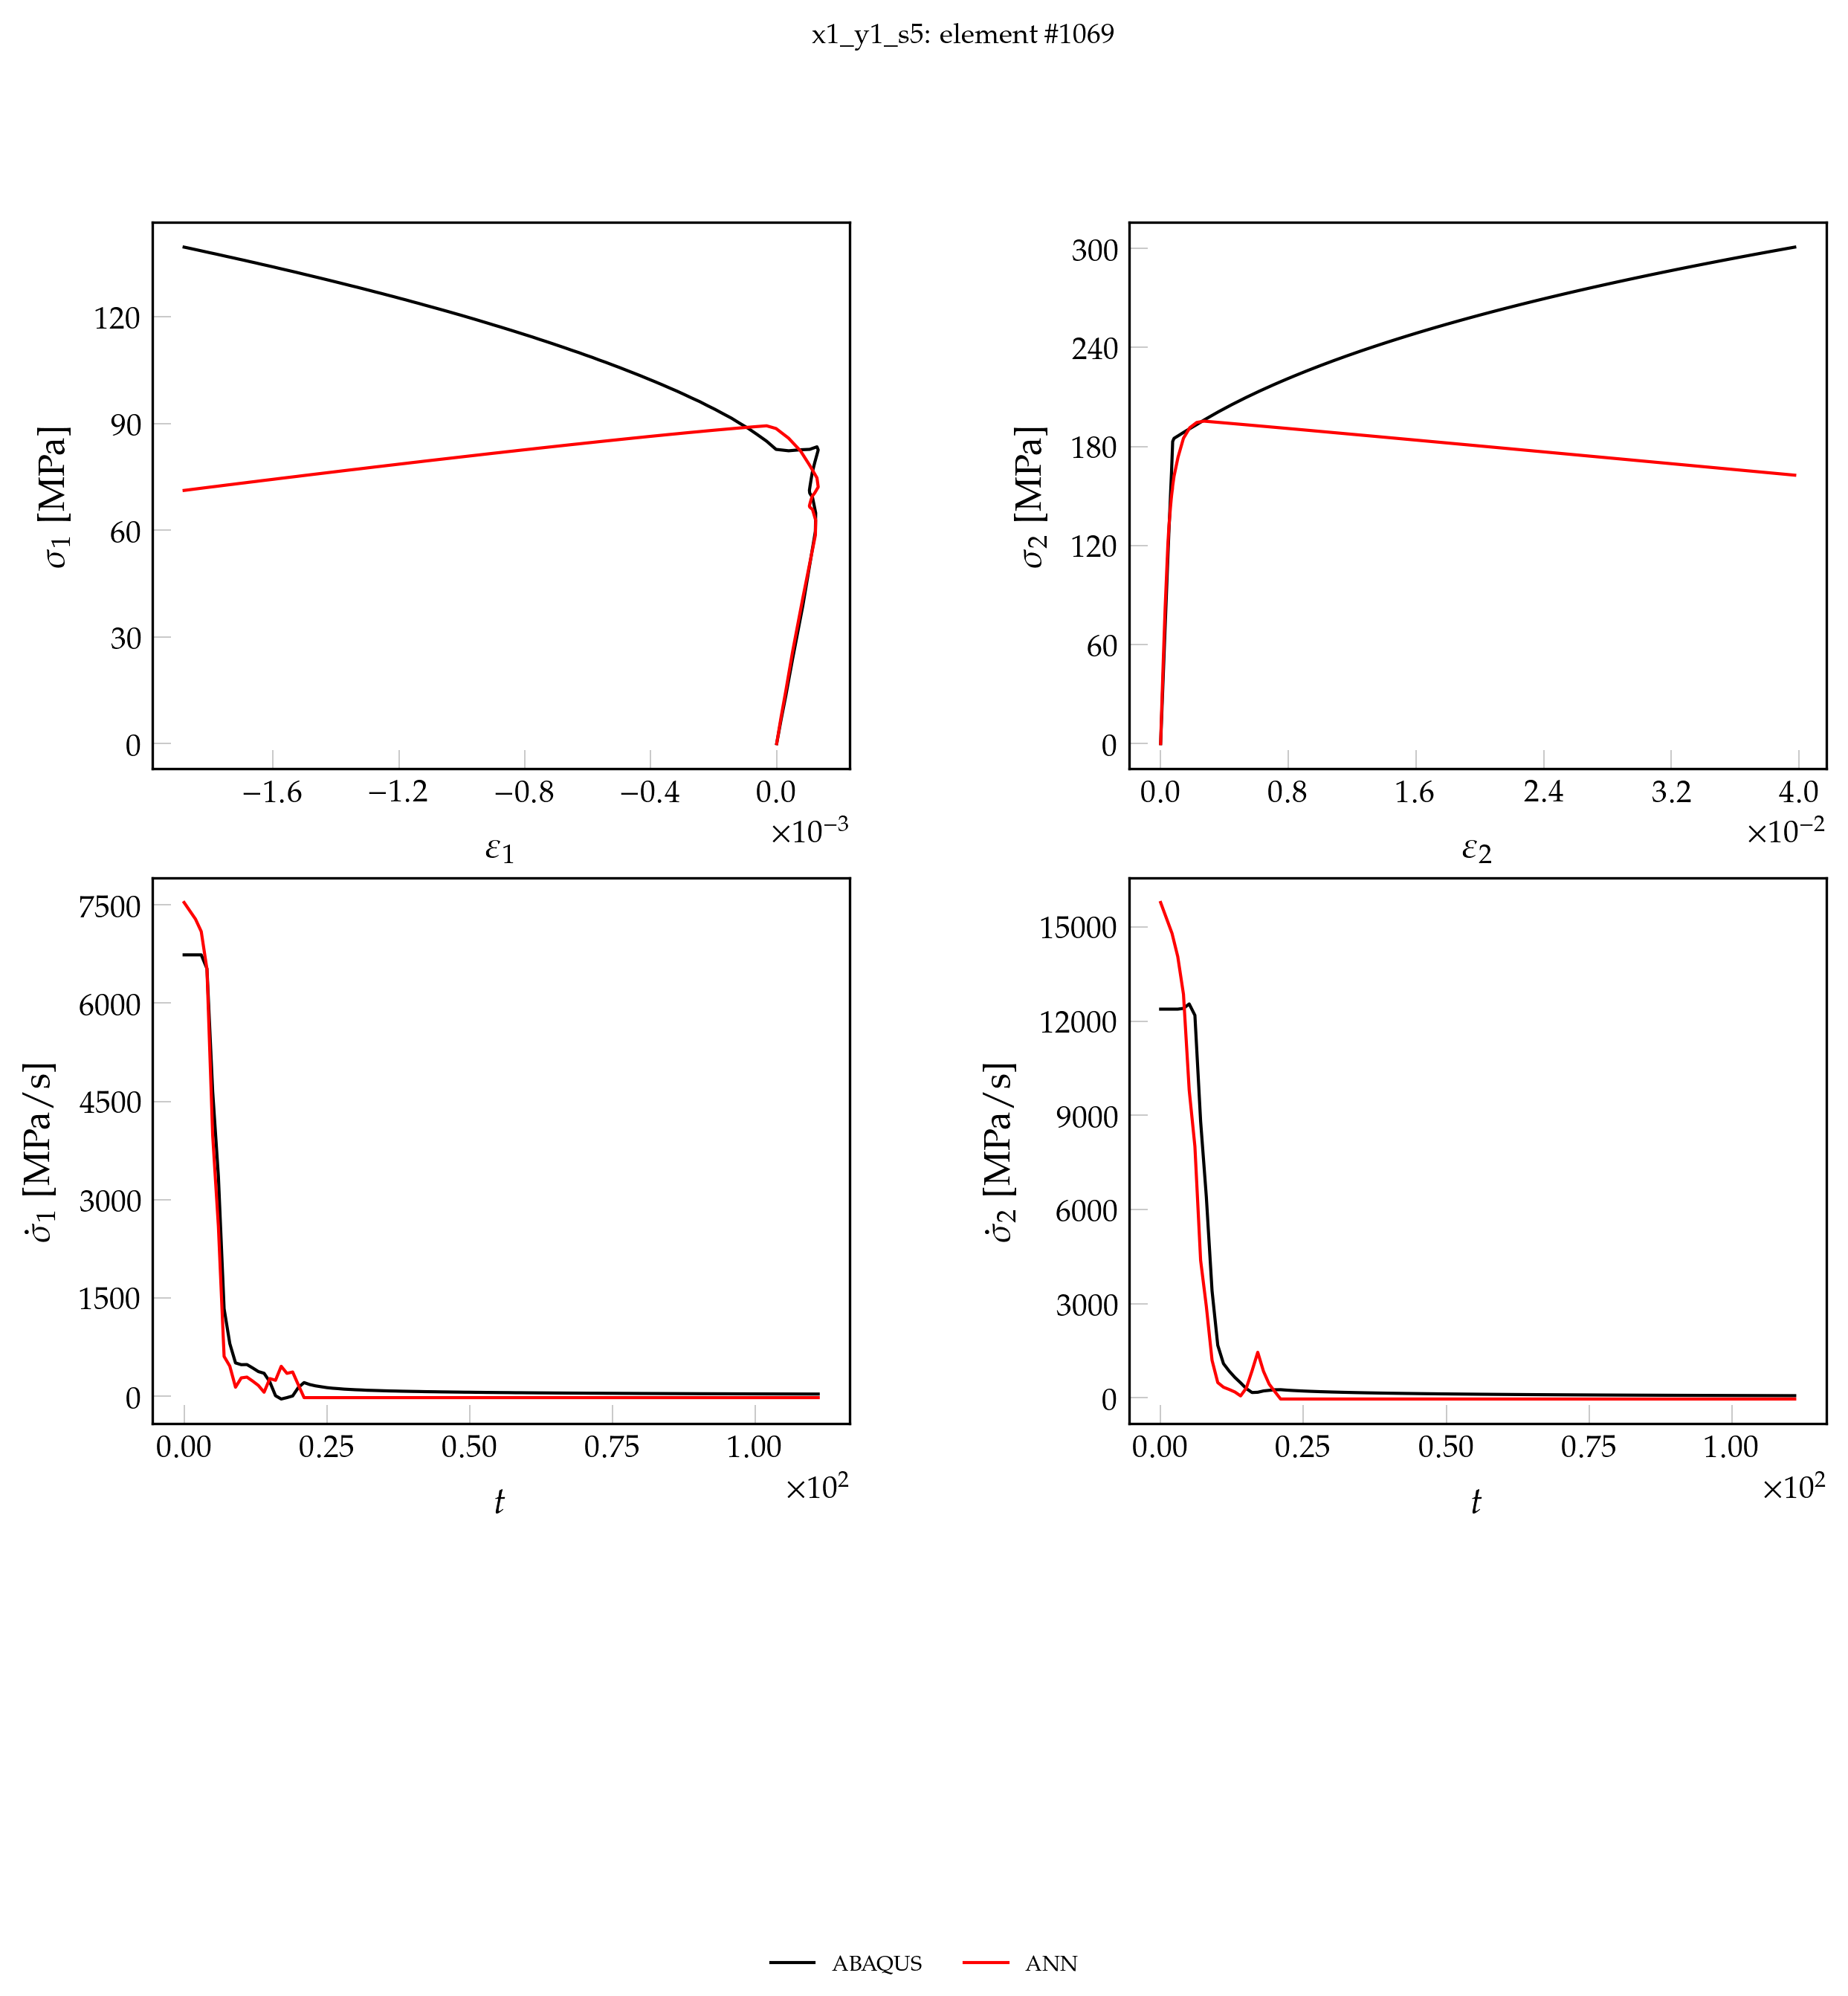 x1_y1_s5: element #1069
σ₁ [MPa]
120
90
60
30
0
−1.6 −1.2 −0.8 −0.4 0.0
×10⁻³
ε₁
σ₂ [MPa]
300
240
180
120
60
0
0.0 0.8 1.6 2.4 3.2 4.0
×10⁻²
ε₂
σ̇₁ [MPa/s]
7500
6000
4500
3000
1500
0
0.00 0.25 0.50 0.75 1.00
×10²
t
σ̇₂ [MPa/s]
15000
12000
9000
6000
3000
0
0.00 0.25 0.50 0.75 1.00
×10²
t
ABAQUS ANN